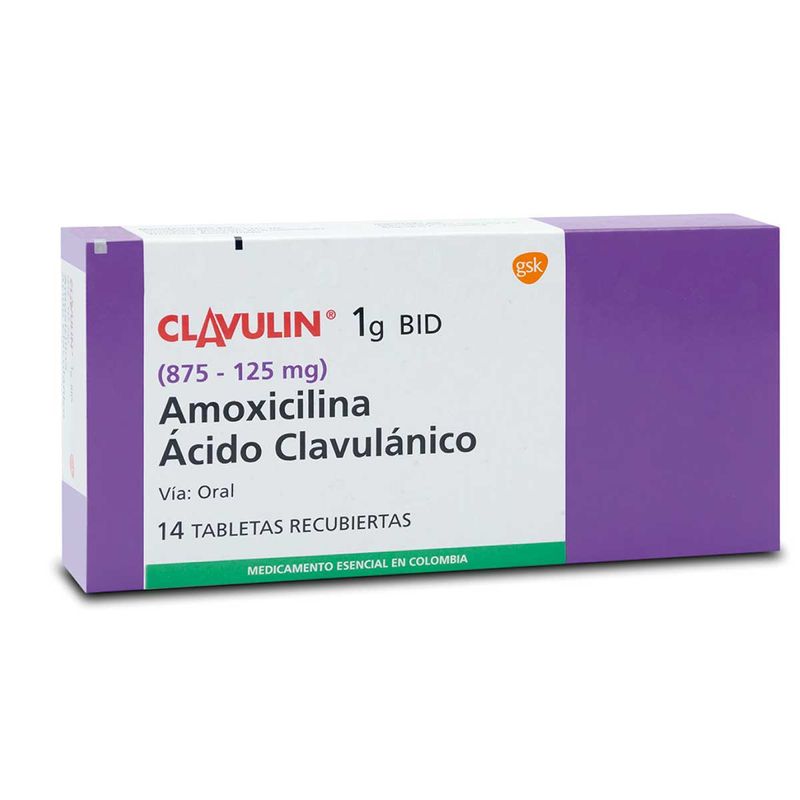 gsk
CLAVULIN® 1g BID
(875 - 125 mg)
Amoxicilina
Ácido Clavulánico
Vía: Oral
14 TABLETAS RECUBIERTAS
MEDICAMENTO ESENCIAL EN COLOMBIA